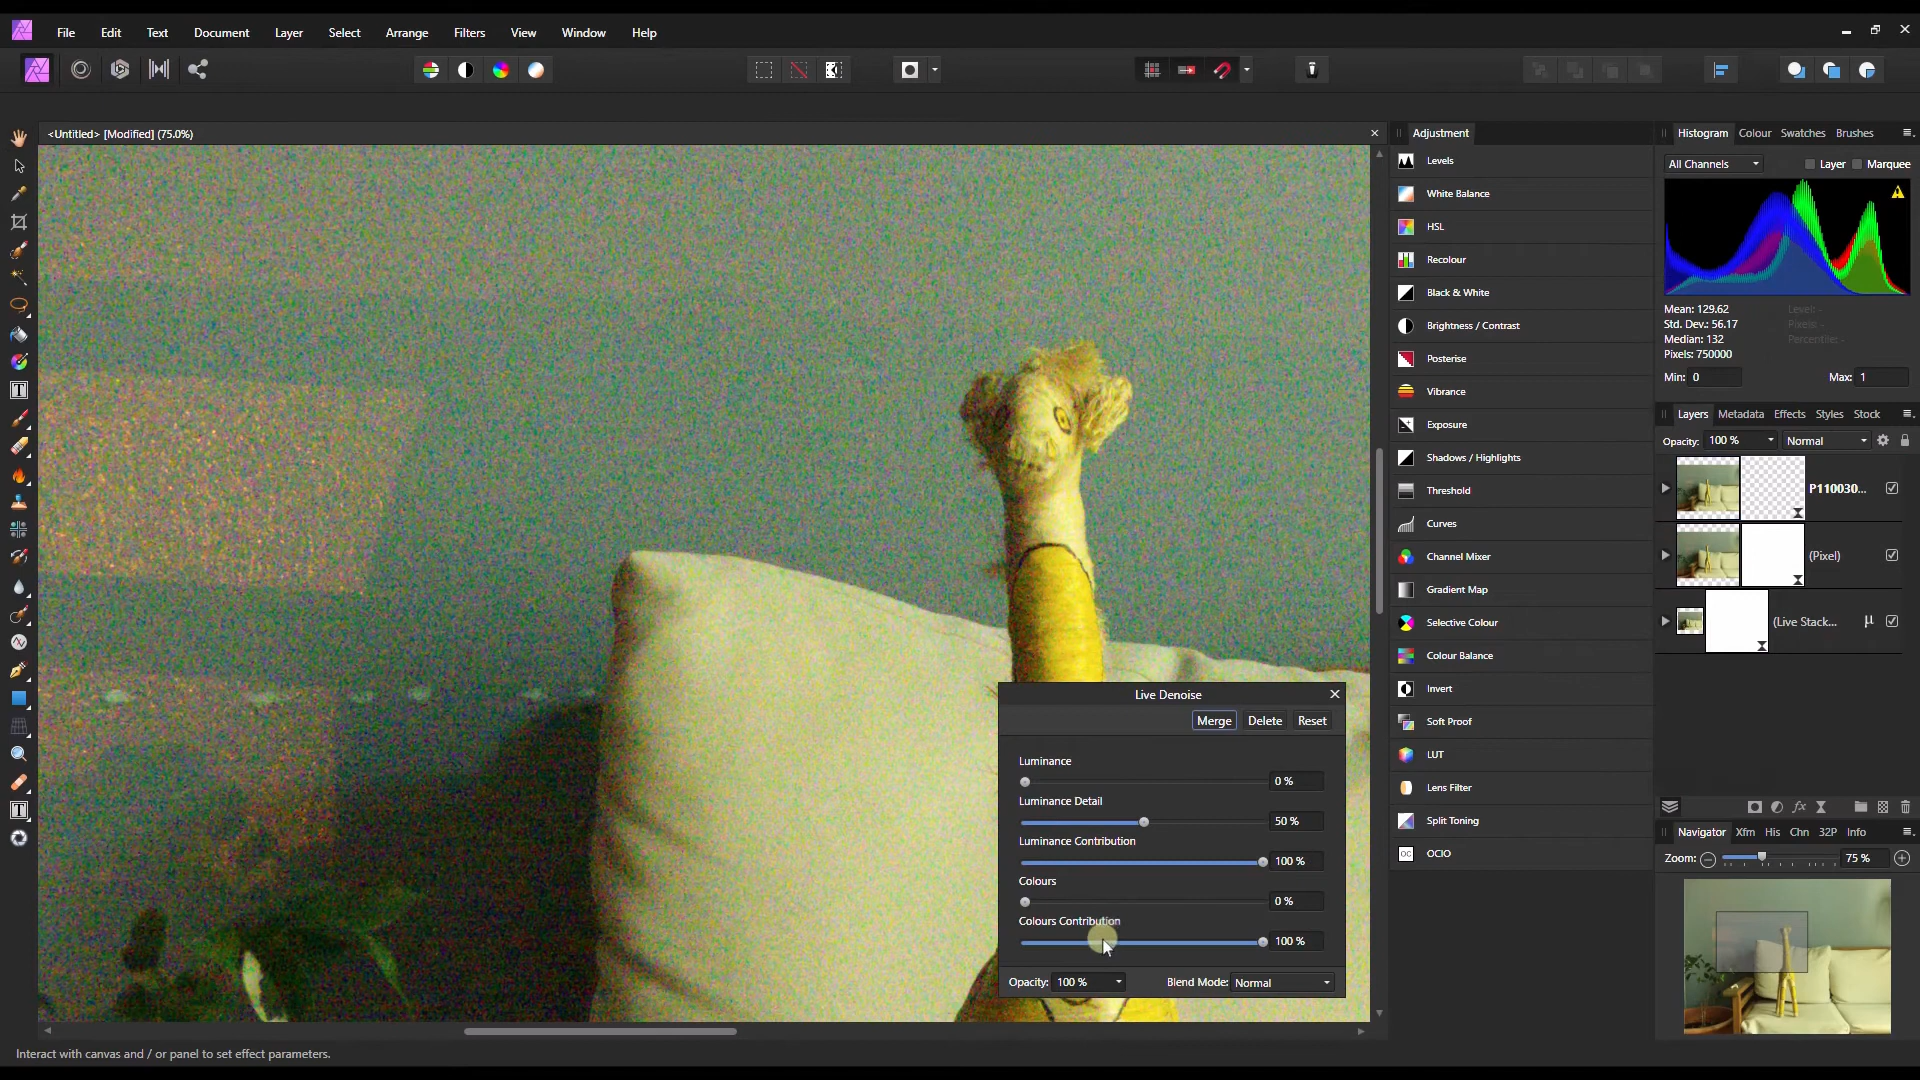 File Edit Text Document Layer Select Arrange Filters View Window Help
<Untitled> [Modified] (75.0%)
Adjustment
Levels
White Balance
HSL
Recolour
Black & White
Brightness / Contrast
Posterise
Vibrance
Exposure
Shadows / Highlights
Threshold
Curves
Channel Mixer
Gradient Map
Selective Colour
Colour Balance
Invert
Soft Proof
LUT
Lens Filter
Split Toning
OCIO
Histogram Colour Swatches Brushes
All Channels Layer Marquee
Mean: 129.62 Level: -
Std. Dev.: 56.17 Pixels: -
Median: 132 Percentile: -
Pixels: 750000
Min: 0 Max: 1
Layers Metadata Effects Styles Stock
Opacity: 100 % Normal
P110030...
(Pixel)
(Live Stack...
Navigator Xfm His Chn 32P Info
Zoom: 75 %
Live Denoise
Merge Delete Reset
Luminance
0 %
Luminance Detail
50 %
Luminance Contribution
100 %
Colours
0 %
Colours Contribution
100 %
Opacity: 100 % Blend Mode: Normal
Interact with canvas and / or panel to set effect parameters.